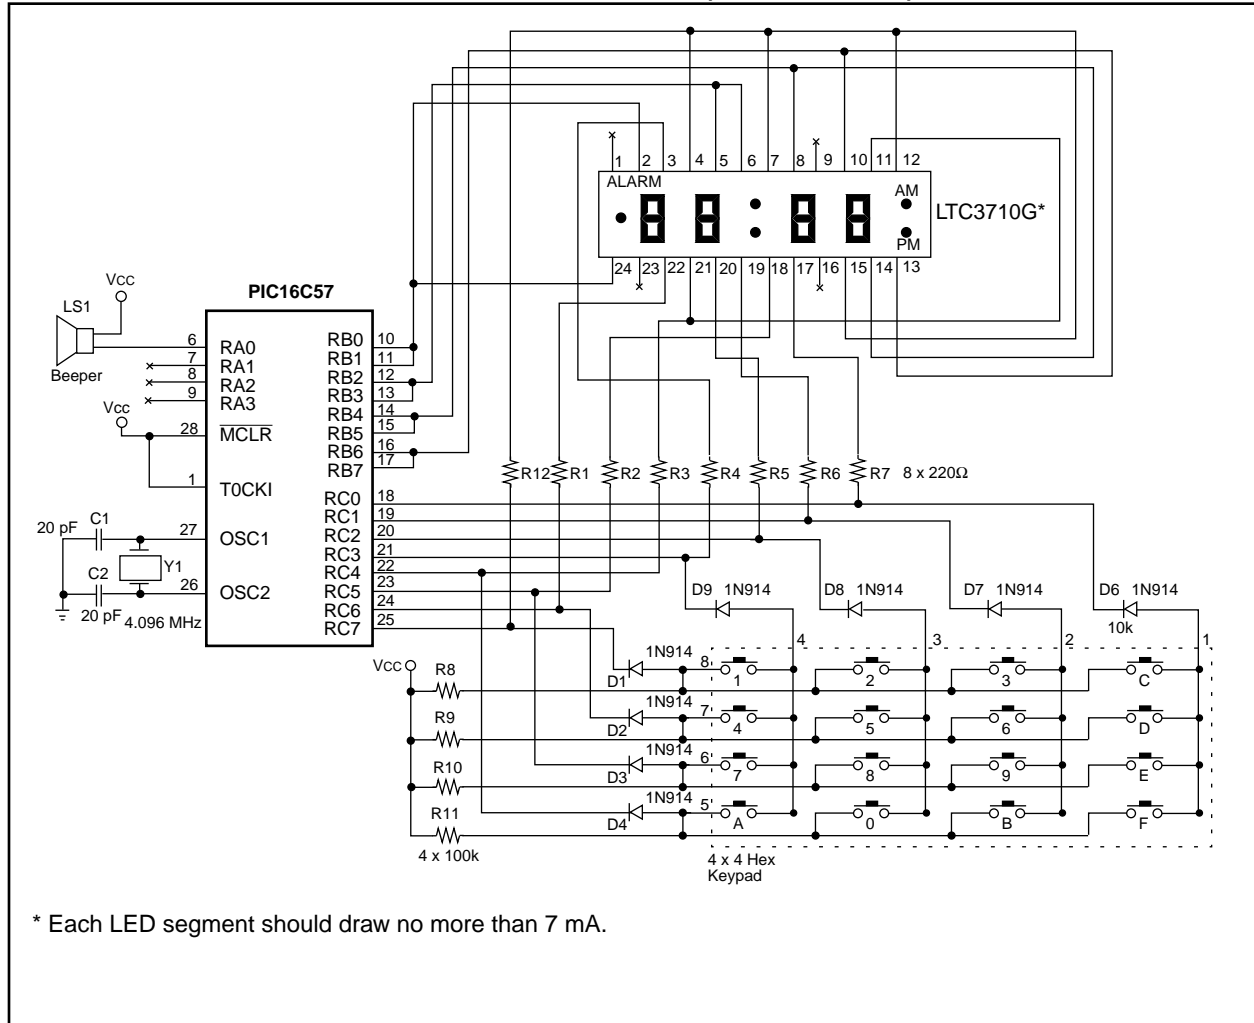 1 2 3 4 5 6 7 8 9 10 11 12
ALARM
AM
PM
LTC3710G*
24 23 22 21 20 19 18 17 16 15 14 13
Vcc
LS1
Beeper
PIC16C57
6 RA0
7 RA1
8 RA2
9 RA3
Vcc
28 MCLR
1 T0CKI
20 pF C1
27 OSC1
Y1
C2
26 OSC2
20 pF
4.096 MHz
RB0 10
RB1 11
RB2 12
RB3 13
RB4 14
RB5 15
RB6 16
RB7 17
RC0 18
RC1 19
RC2 20
RC3 21
RC4 22
RC5 23
RC6 24
RC7 25
R12 R1 R2 R3 R4 R5 R6 R7 8 x 220Ω
D9 1N914 D8 1N914 D7 1N914 D6 1N914
10k
4 3 2 1
Vcc
R8
1N914
D1
8 1 2 3 C
R9
1N914
D2
7 4 5 6 D
R10
1N914
D3
6 7 8 9 E
R11
1N914
D4
5 A 0 B F
4 x 100k
4 x 4 Hex
Keypad
* Each LED segment should draw no more than 7 mA.